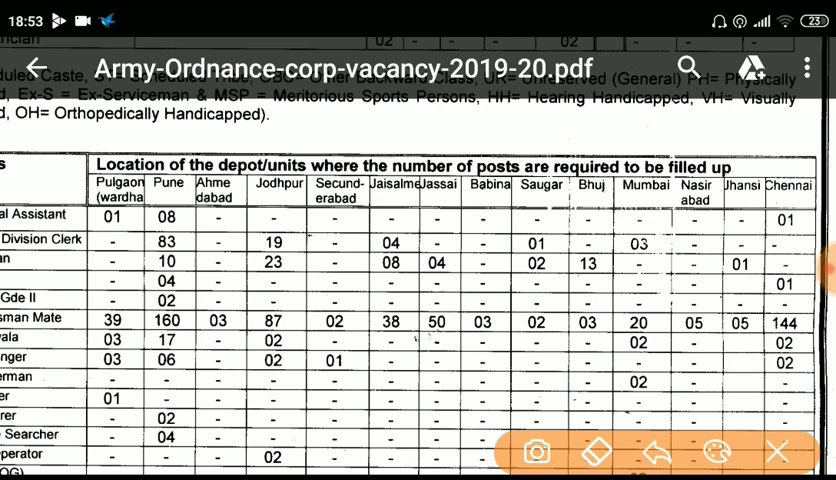 18:53
23
ician 02 - - 02 - - -
Army-Ordnance-corp-vacancy-2019-20.pdf
duled Caste, (General) PH= Physically
d, Ex-S = Ex-Serviceman & MSP = Meritorious Sports Persons, HH= Hearing Handicapped, VH= Visually
d, OH= Orthopedically Handicapped).
s Location of the depot/units where the number of posts are required to be filled up
Pulgaon (wardha Pune Ahme dabad Jodhpur Secund- erabad Jaisalme Jassai Babina Saugar Bhuj Mumbai Nasir abad Jhansi Chennai
al Assistant 01 08 - - - - - - - - - - - 01
Division Clerk - 83 - 19 - 04 - - 01 - 03 - - -
an - 10 - 23 - 08 04 - 02 13 - - 01 -
- 04 - - - - - - - - - - - 01
Gde II - 02 - - - - - - - - - - - -
sman Mate 39 160 03 87 02 38 50 03 02 03 20 05 05 144
wala 03 17 - 02 - - - - - - 02 - - 02
nger 03 06 - 02 01 - - - - - - - - 02
erman - - - - - - - - - - 02 - - -
er 01 - - - - - - - - - - - - -
rer - 02 - - - - - - - - - - - -
Searcher - 04 - - - - - -
perator - - - 02 - - - -
OG)